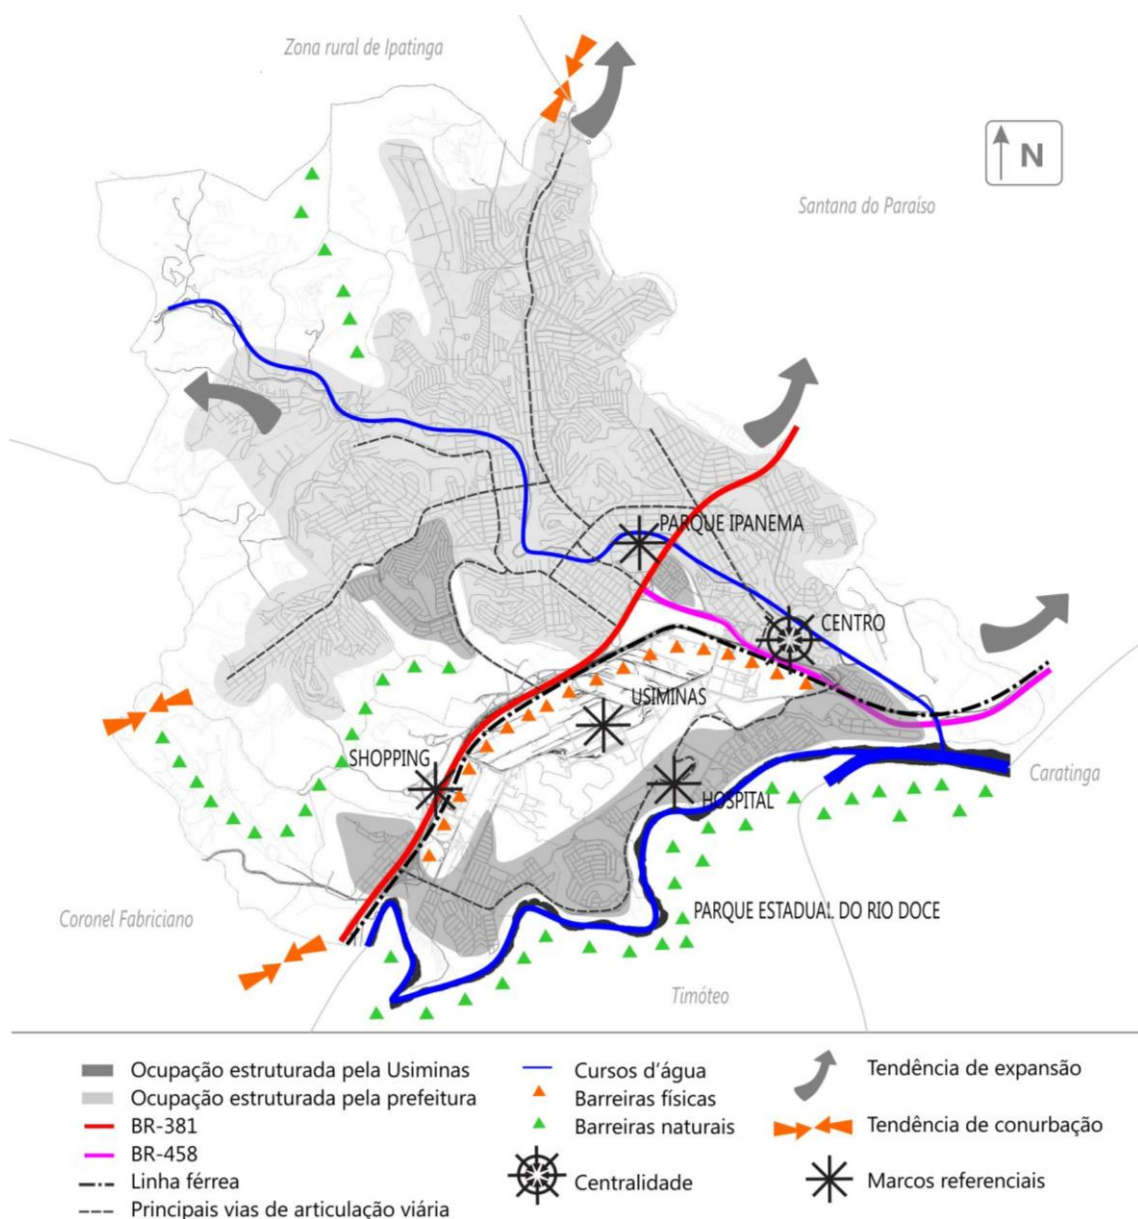 Zona rural de Ipatinga
N
Santana do Paraíso
PARQUE IPANEMA
CENTRO
USIMINAS
SHOPPING
Caratinga
HOSPITAL
Coronel Fabriciano
PARQUE ESTADUAL DO RIO DOCE
Timóteo
Ocupação estruturada pela Usiminas
Ocupação estruturada pela prefeitura
BR-381
BR-458
Linha férrea
Principais vias de articulação viária
Cursos d'água
Barreiras físicas
Barreiras naturais
Centralidade
Tendência de expansão
Tendência de conurbação
Marcos referenciais